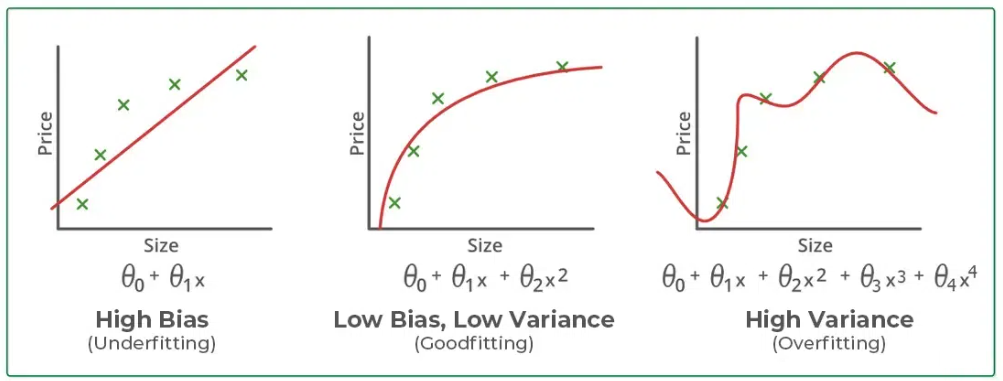 Price
Size
θ₀ + θ₁x
High Bias
(Underfitting)
Price
Size
θ₀ + θ₁x + θ₂x²
Low Bias, Low Variance
(Goodfitting)
Price
Size
θ₀ + θ₁x + θ₂x² + θ₃x³ + θ₄x⁴
High Variance
(Overfitting)